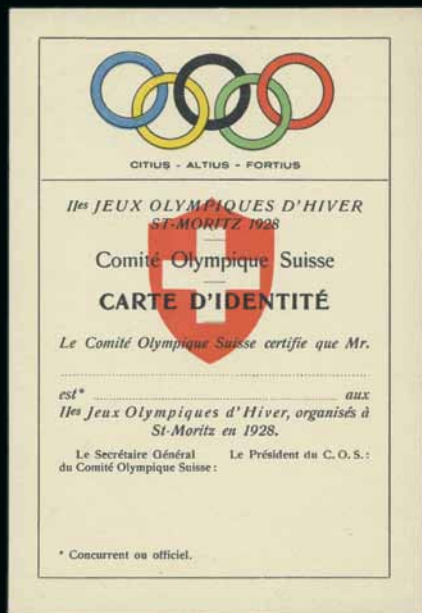 CITIUS - ALTIUS - FORTIUS
IIes JEUX OLYMPIQUES D'HIVER
ST-MORITZ 1928
Comité Olympique Suisse
CARTE D'IDENTITÉ
Le Comité Olympique Suisse certifie que Mr.
est* aux
IIes Jeux Olympiques d'Hiver, organisés à
St-Moritz en 1928.
Le Secrétaire Général
du Comité Olympique Suisse :
Le Président du C. O. S. :
* Concurrent ou officiel.